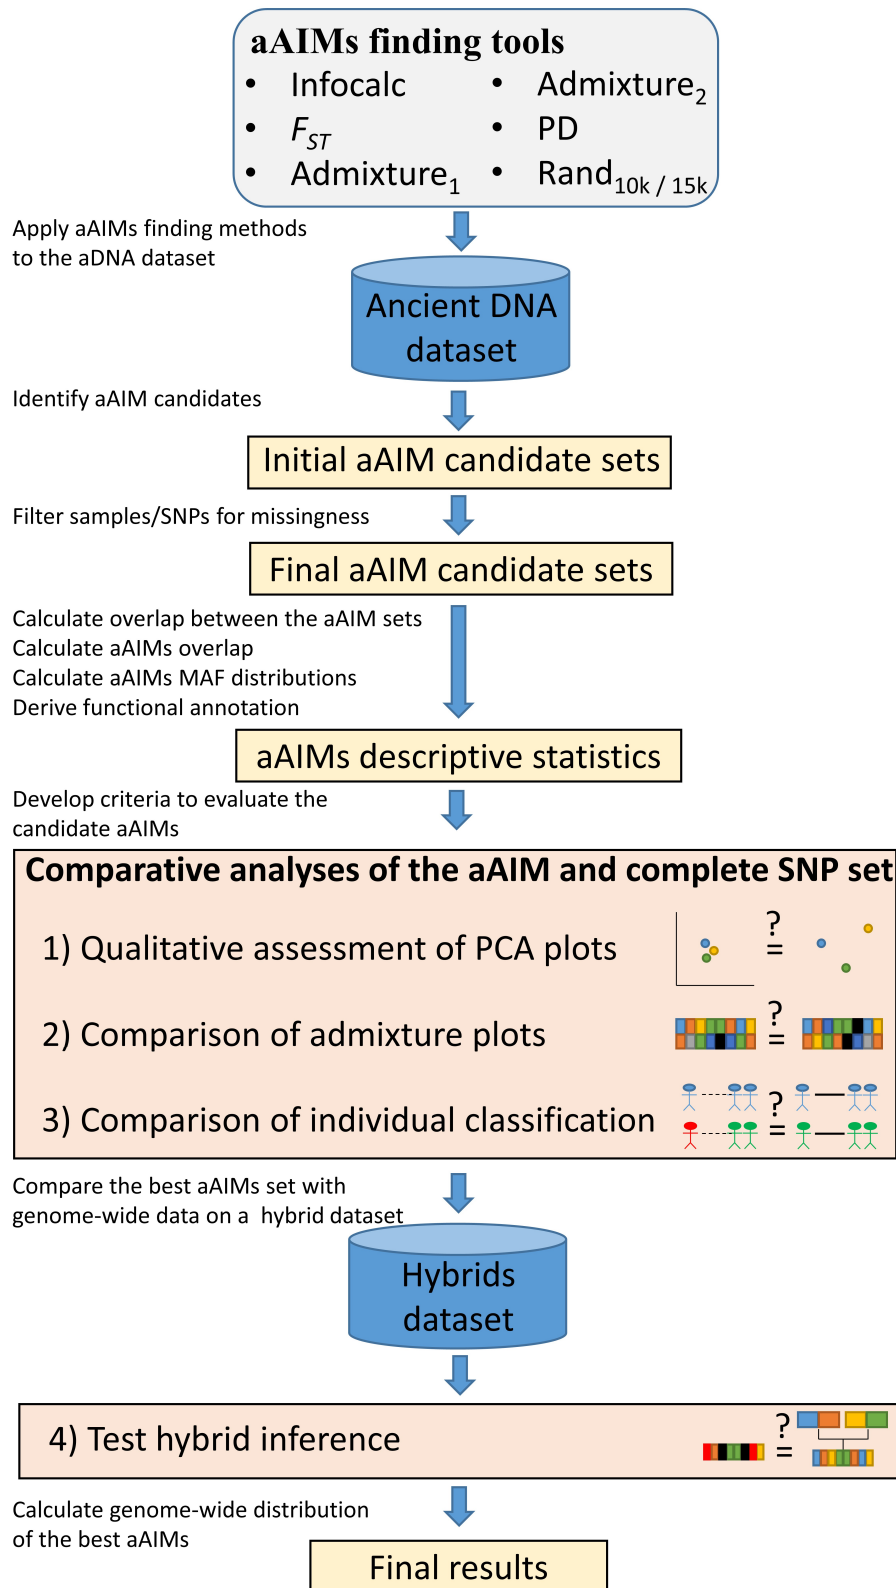 aAIMs finding tools
• Infocalc • Admixture2
• FST • PD
• Admixture1 • Rand10k / 15k
Apply aAIMs finding methods
to the aDNA dataset
Ancient DNA
dataset
Identify aAIM candidates
Initial aAIM candidate sets
Filter samples/SNPs for missingness
Final aAIM candidate sets
Calculate overlap between the aAIM sets
Calculate aAIMs overlap
Calculate aAIMs MAF distributions
Derive functional annotation
aAIMs descriptive statistics
Develop criteria to evaluate the
candidate aAIMs
Comparative analyses of the aAIM and complete SNP set
1) Qualitative assessment of PCA plots
?
=
2) Comparison of admixture plots
?
=
3) Comparison of individual classification
?
=
Compare the best aAIMs set with
genome-wide data on a hybrid dataset
Hybrids
dataset
4) Test hybrid inference
?
=
Calculate genome-wide distribution
of the best aAIMs
Final results